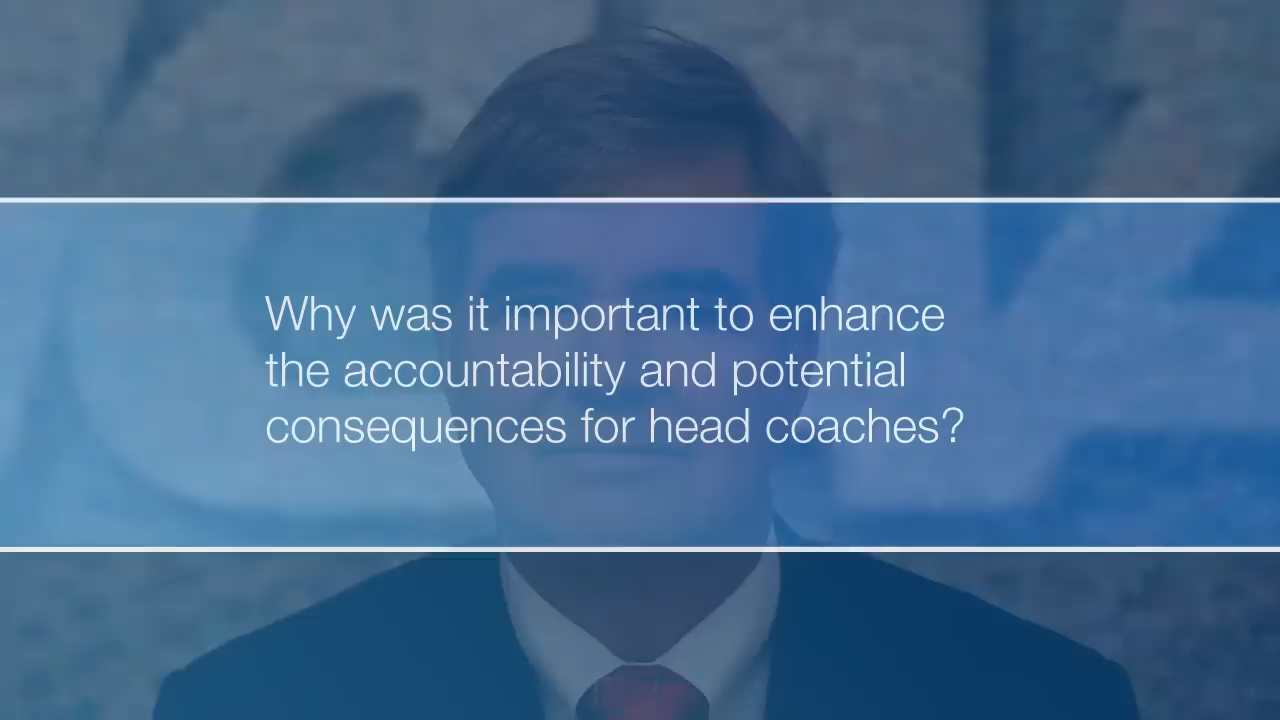 Why was it important to enhance
the accountability and potential
consequences for head coaches?